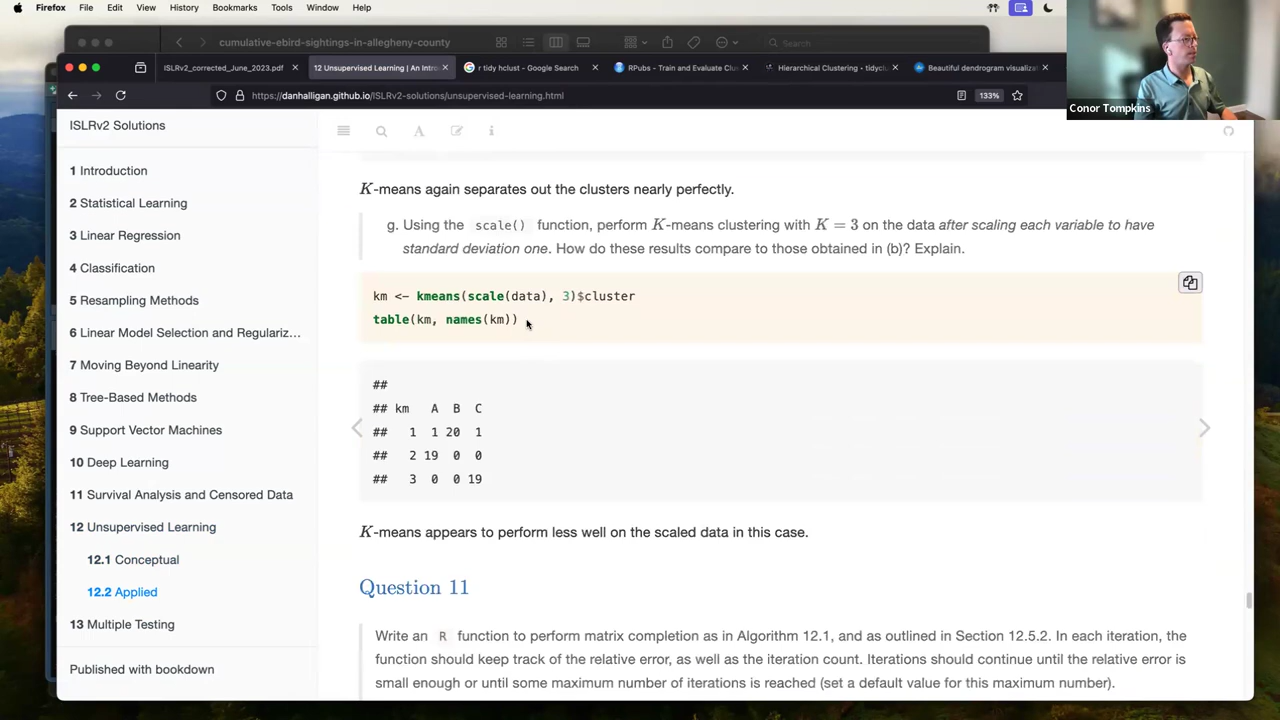 Firefox File Edit View History Bookmarks Tools Window Help
cumulative-ebird-sightings-in-allegheny-county
Search
ISLRv2_corrected_June_2023.pdf
12 Unsupervised Learning | An Intr
r tidy hclust - Google Search
RPubs - Train and Evaluate Clu
Hierarchical Clustering • tidycl
Beautiful dendrogram visualizat
https://danhalligan.github.io/ISLRv2-solutions/unsupervised-learning.html
133%
Conor Tompkins
ISLRv2 Solutions
1 Introduction
2 Statistical Learning
3 Linear Regression
4 Classification
5 Resampling Methods
6 Linear Model Selection and Regulariz...
7 Moving Beyond Linearity
8 Tree-Based Methods
9 Support Vector Machines
10 Deep Learning
11 Survival Analysis and Censored Data
12 Unsupervised Learning
12.1 Conceptual
12.2 Applied
13 Multiple Testing
Published with bookdown
K-means again separates out the clusters nearly perfectly.
g. Using the scale() function, perform K-means clustering with K = 3 on the data after scaling each variable to have
standard deviation one. How do these results compare to those obtained in (b)? Explain.
km <- kmeans(scale(data), 3)$cluster
table(km, names(km))
##
## km A B C
## 1 1 20 1
## 2 19 0 0
## 3 0 0 19
K-means appears to perform less well on the scaled data in this case.
Question 11
Write an R function to perform matrix completion as in Algorithm 12.1, and as outlined in Section 12.5.2. In each iteration, the
function should keep track of the relative error, as well as the iteration count. Iterations should continue until the relative error is
small enough or until some maximum number of iterations is reached (set a default value for this maximum number).